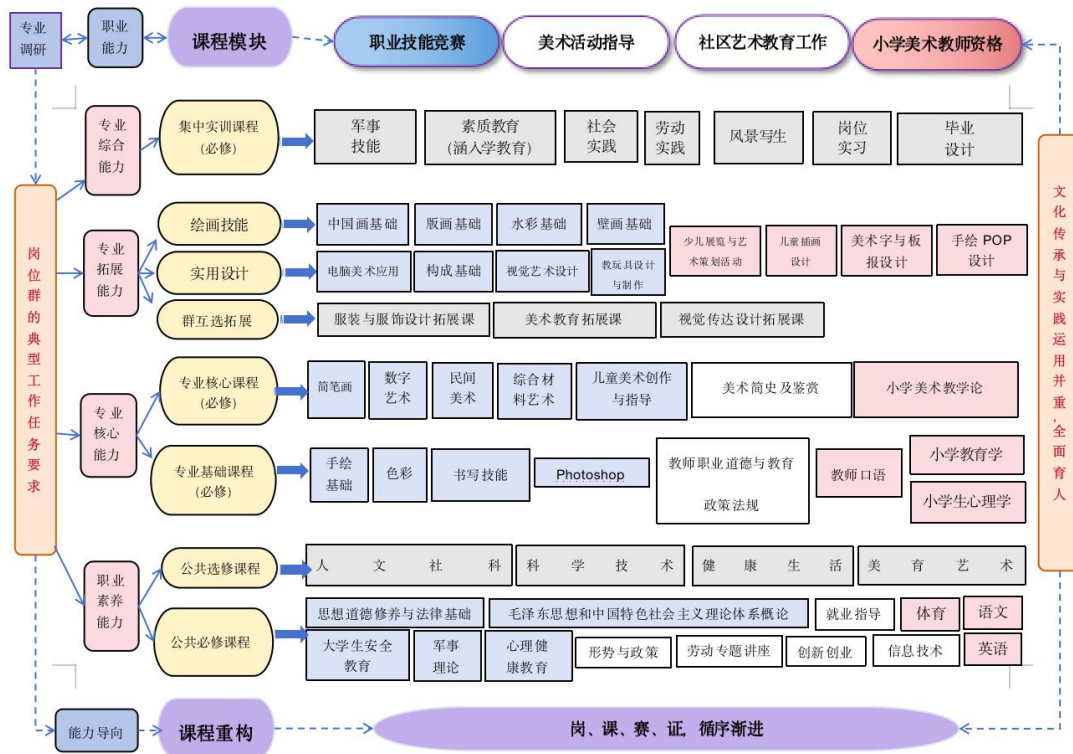 专业
调研
职业
能力
课程模块
职业技能竞赛
美术活动指导
社区艺术教育工作
小学美术教师资格
岗位群的典型工作任务要求
专业
综合
能力
集中实训课程
(必修)
军事
技能
素质教育
(涵入学教育)
社会
实践
劳动
实践
风景写生
岗位
实习
毕业
设计
专业
拓展
能力
绘画技能
中国画基础
版画基础
水彩基础
壁画基础
实用设计
电脑美术应用
构成基础
视觉艺术设计
教玩具设计
与制作
少儿展览与艺
术策划活动
儿童插画
设计
美术字与板
报设计
手绘 POP
设计
群互选拓展
服装与服饰设计拓展课
美术教育拓展课
视觉传达设计拓展课
专业
核心
能力
专业核心课程
(必修)
简笔画
数字
艺术
民间
美术
综合材
料艺术
儿童美术创作
与指导
美术简史及鉴赏
小学美术教学论
专业基础课程
(必修)
手绘
基础
色彩
书写技能
Photoshop
教师职业道德与教育
政策法规
教师口语
小学教育学
小学生心理学
职业
素养
能力
公共选修课程
人文社科
科学技术
健康生活
美育艺术
公共必修课程
思想道德修养与法律基础
毛泽东思想和中国特色社会主义理论体系概论
就业指导
体育
语文
大学生安全
教育
军事
理论
心理健
康教育
形势与政策
劳动专题讲座
创新创业
信息技术
英语
文化传承与实践运用并重,全面育人
能力导向
课程重构
岗、课、赛、证, 循序渐进